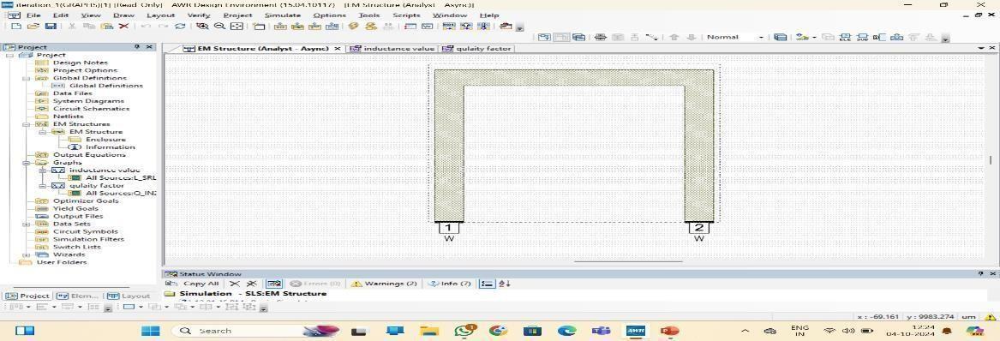 iteration_1(GRAPHS)[1] [Read Only] - AWR Design Environment (15.04.10117) - [EM Structure (Analyst - Async)]
File Edit View Draw Layout Verify Project Simulate Options Tools Scripts Window Help
Normal
Project
EM Structure (Analyst - Async) × inductance value qulaity factor
Project
Design Notes
Project Options
Global Definitions
Global Definitions
Data Files
System Diagrams
Circuit Schematics
Netlists
EM Structures
EM Structure
Enclosure
Information
Output Equations
Graphs
inductance value
All Sources:L_SRL
qulaity factor
All Sources:Q_IN
Optimizer Goals
Yield Goals
Output Files
Data Sets
Circuit Symbols
Simulation Filters
Switch Lists
Wizards
User Folders
1 2
W W
Status Window
Copy All Errors (0) Warnings (2) Info (7)
Simulation - SLS:EM Structure
Project Elem... Layout
x : -69.161 y : 9983.274 um
Search
1
AWR
ENG
IN
12:24
04-10-2024